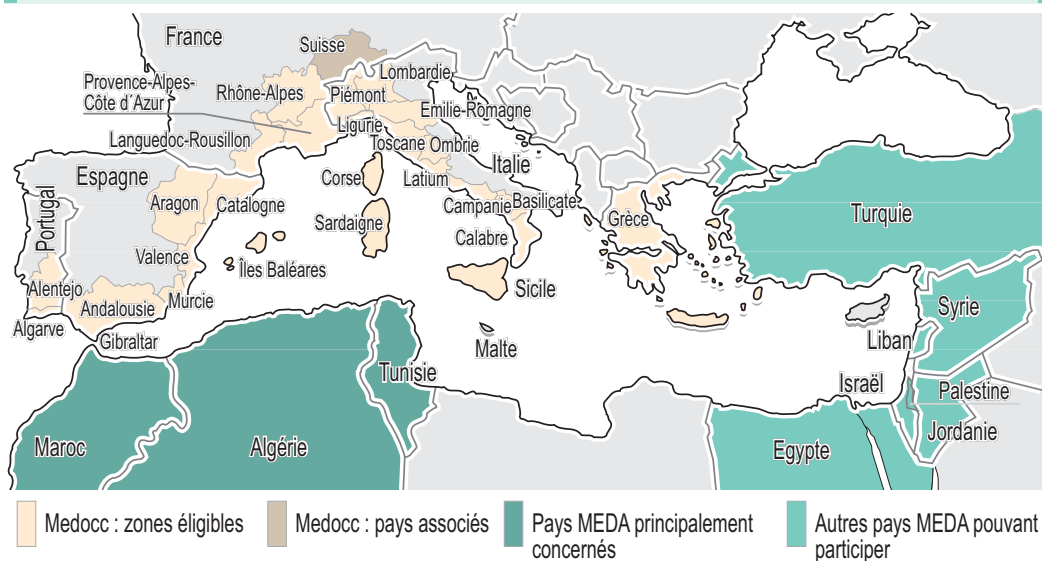 France
Suisse
Lombardie
Provence-Alpes-
Côte d´Azur
Rhône-Alpes
Piémont
Emilie-Romagne
Languedoc-Rousillon
Ligurie
Toscane
Ombrie
Italie
Espagne
Corse
Latium
Portugal
Aragon
Catalogne
Campanie
Basilicate
Grèce
Turquie
Sardaigne
Calabre
Valence
Îles Baléares
Alentejo
Andalousie
Murcie
Sicile
Syrie
Algarve
Gibraltar
Malte
Liban
Tunisie
Israël
Palestine
Jordanie
Maroc
Algérie
Egypte
Medocc : zones éligibles
Medocc : pays associés
Pays MEDA principalement
concernés
Autres pays MEDA pouvant
participer